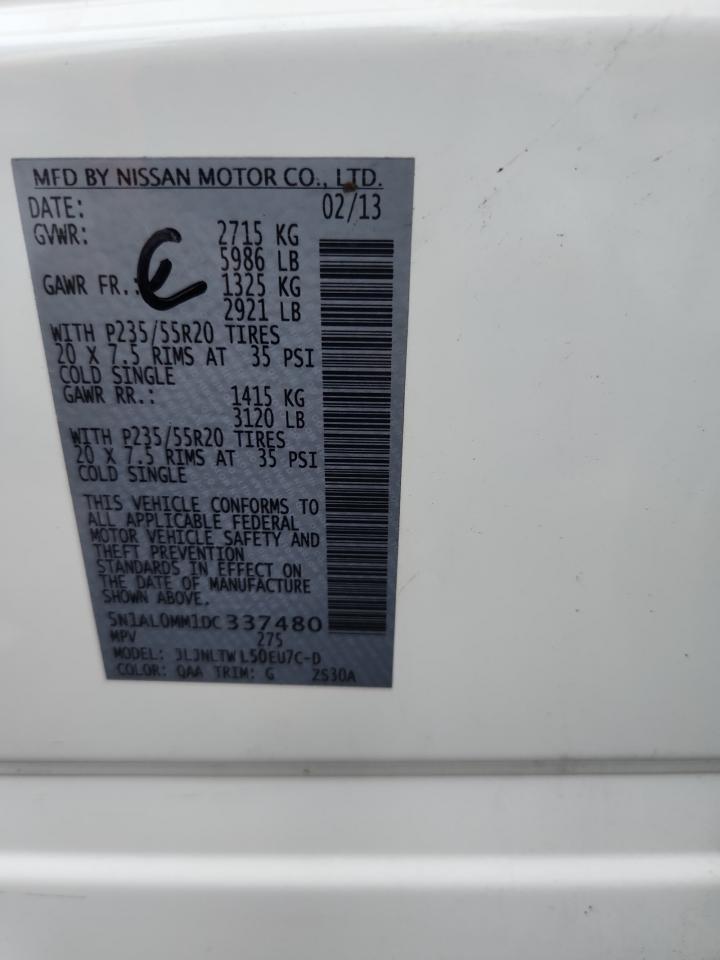 MFD BY NISSAN MOTOR CO., LTD.
DATE: 02/13
GVWR: 2715 KG
5986 LB
GAWR FR.: 1325 KG
2921 LB
WITH P235/55R20 TIRES
20 X 7.5 RIMS AT 35 PSI
COLD SINGLE
GAWR RR.: 1415 KG
3120 LB
WITH P235/55R20 TIRES
20 X 7.5 RIMS AT 35 PSI
COLD SINGLE
THIS VEHICLE CONFORMS TO
ALL APPLICABLE FEDERAL
MOTOR VEHICLE SAFETY AND
THEFT PREVENTION
STANDARDS IN EFFECT ON
THE DATE OF MANUFACTURE
SHOWN ABOVE.
5N1AL0MM1DC337480
MPV 275
MODEL: JLJNLTWL50EU7C-D
COLOR: QAA TRIM: G ZS30A